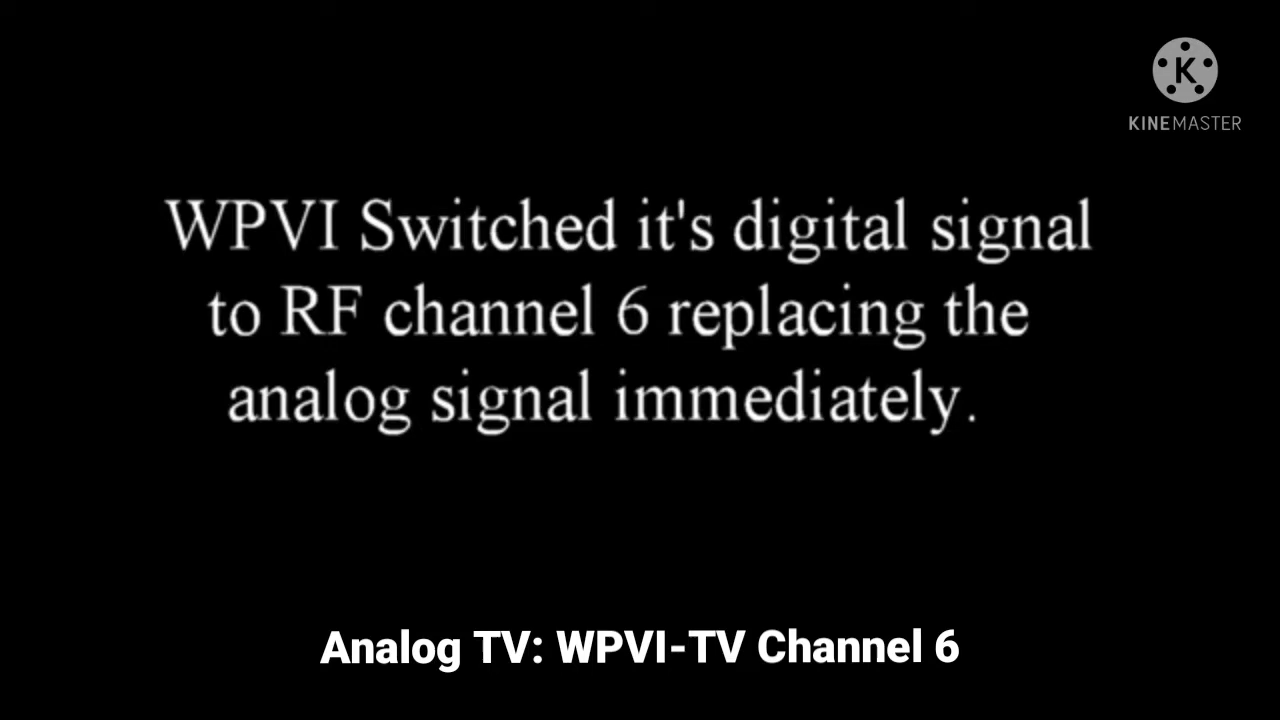 K
KINEMASTER
WPVI Switched it's digital signal
to RF channel 6 replacing the
analog signal immediately.
Analog TV: WPVI-TV Channel 6